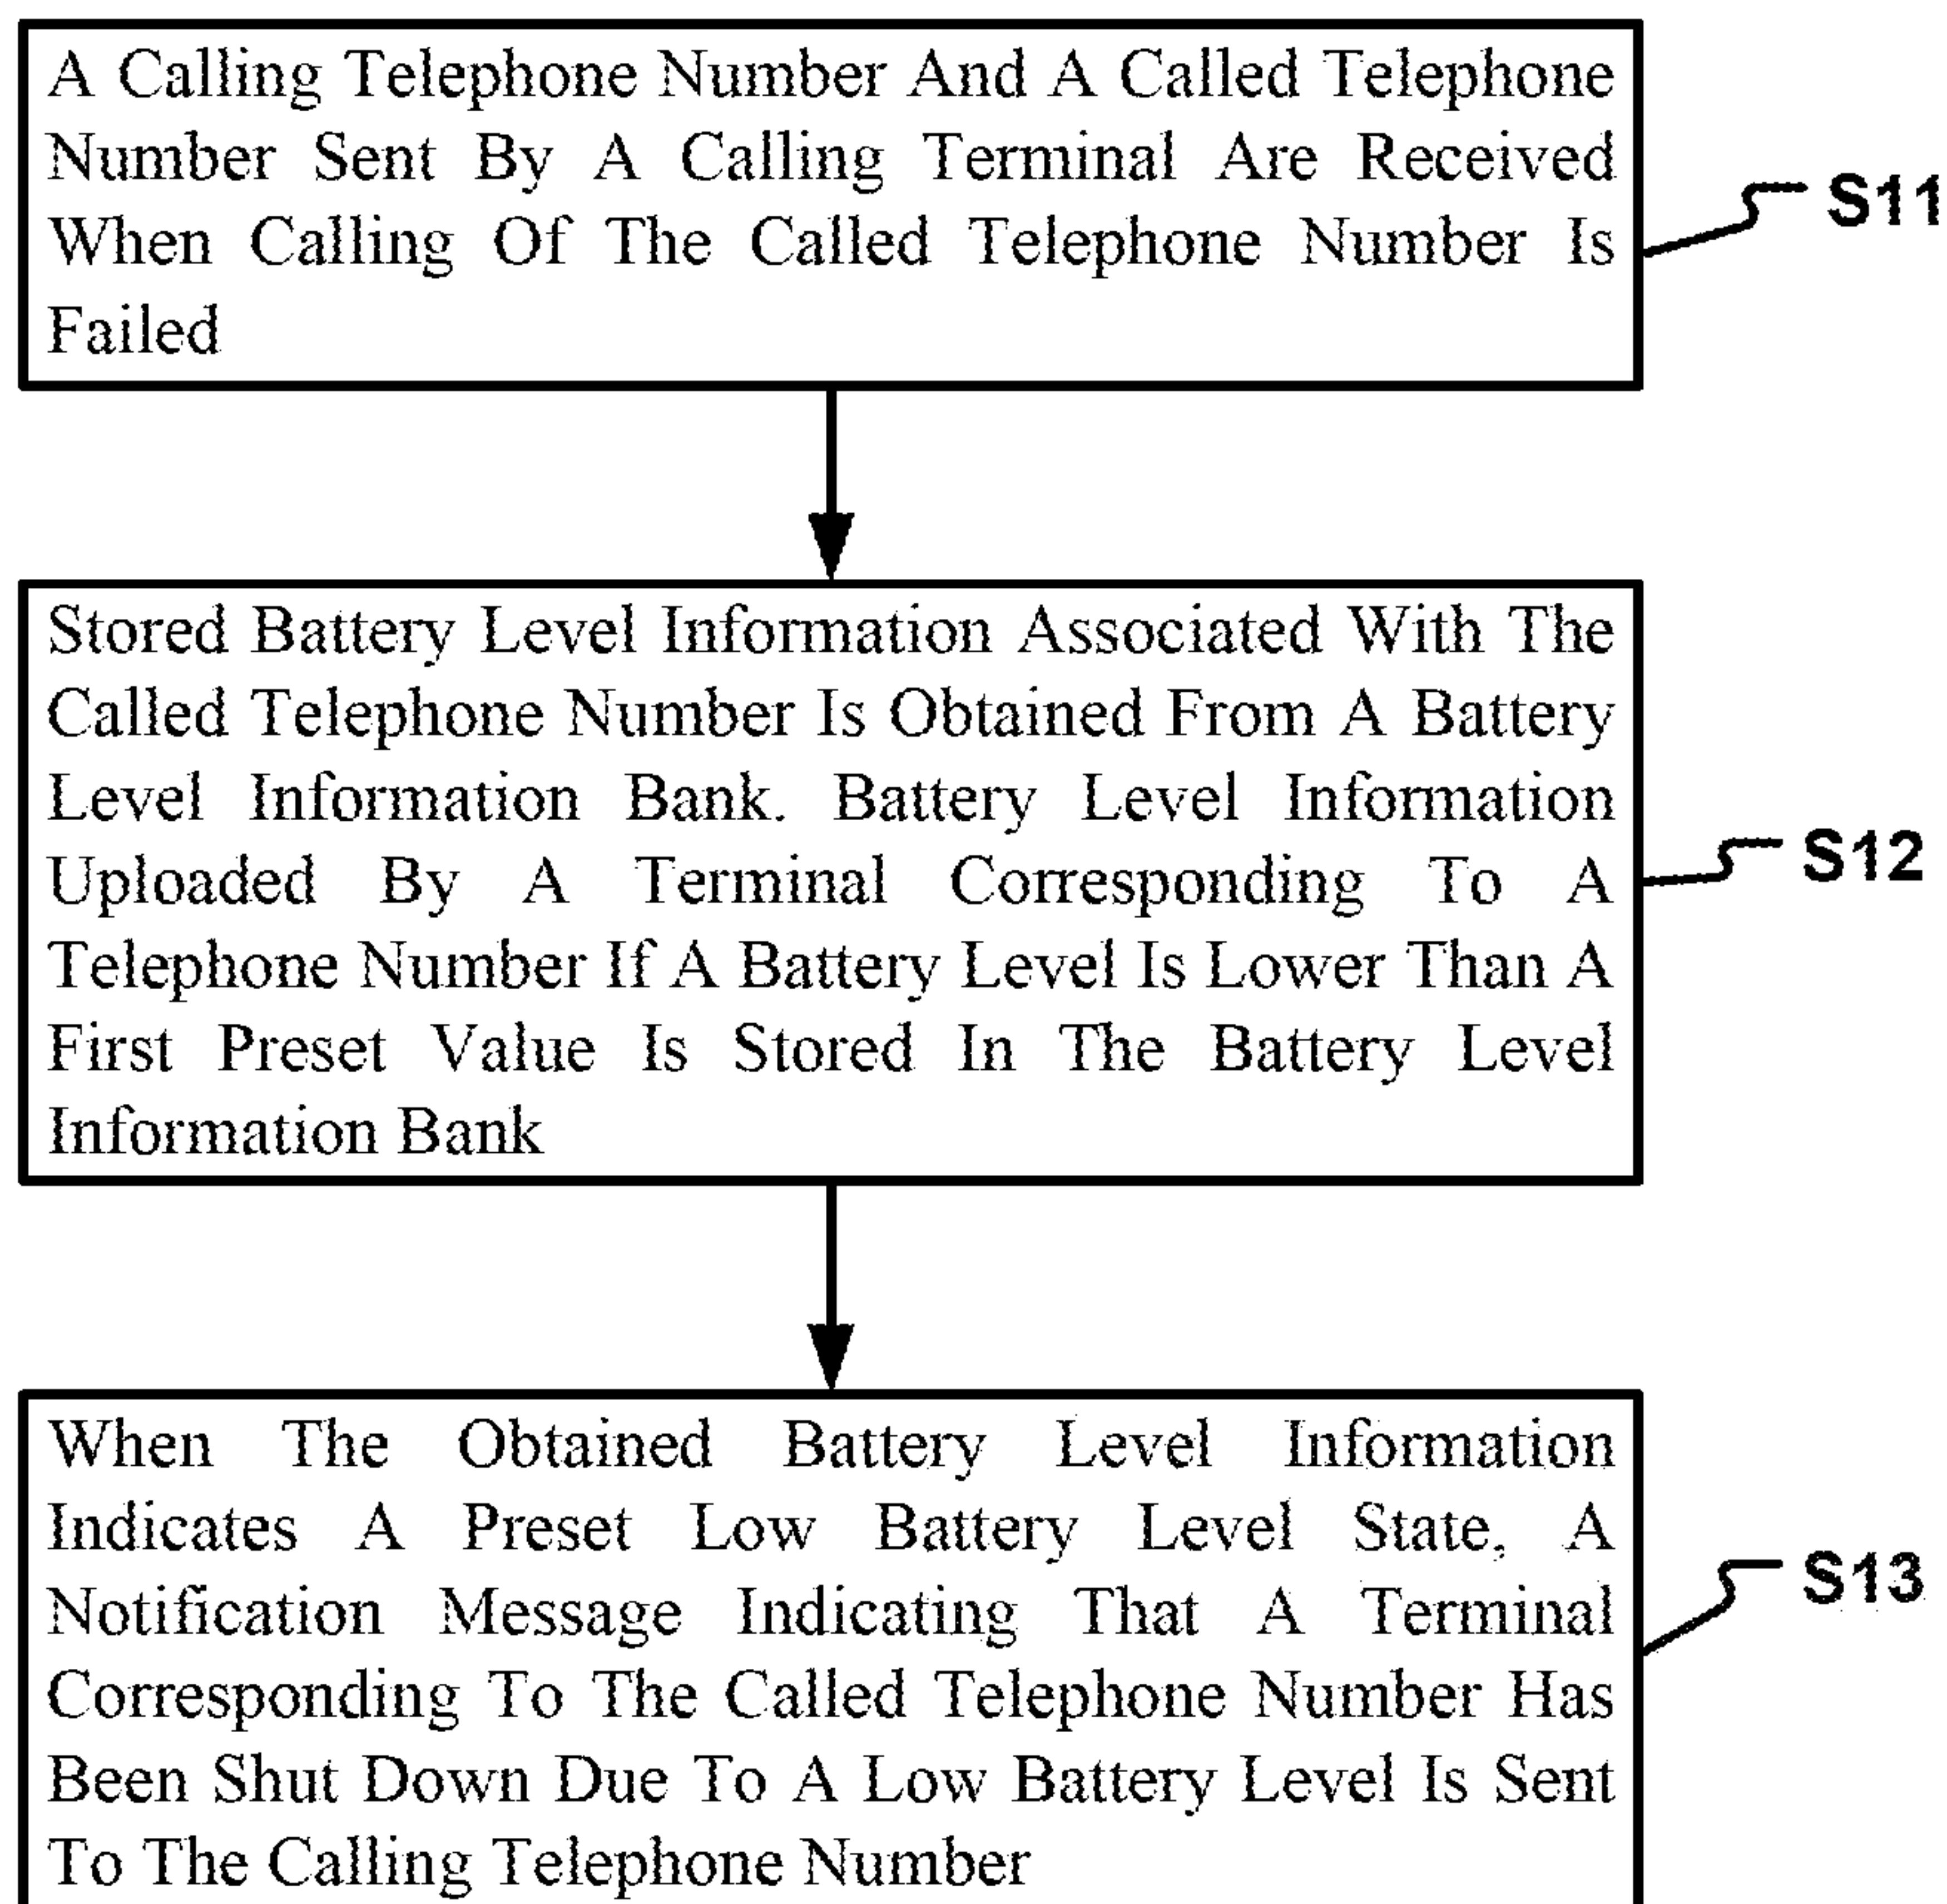 A Calling Telephone Number And A Called Telephone
Number Sent By A Calling Terminal Are Received
When Calling Of The Called Telephone Number Is
Failed
S11
Stored Battery Level Information Associated With The
Called Telephone Number Is Obtained From A Battery
Level Information Bank. Battery Level Information
Uploaded By A Terminal Corresponding To A
Telephone Number If A Battery Level Is Lower Than A
First Preset Value Is Stored In The Battery Level
Information Bank
S12
When The Obtained Battery Level Information
Indicates A Preset Low Battery Level State, A
Notification Message Indicating That A Terminal
Corresponding To The Called Telephone Number Has
Been Shut Down Due To A Low Battery Level Is Sent
To The Calling Telephone Number
S13